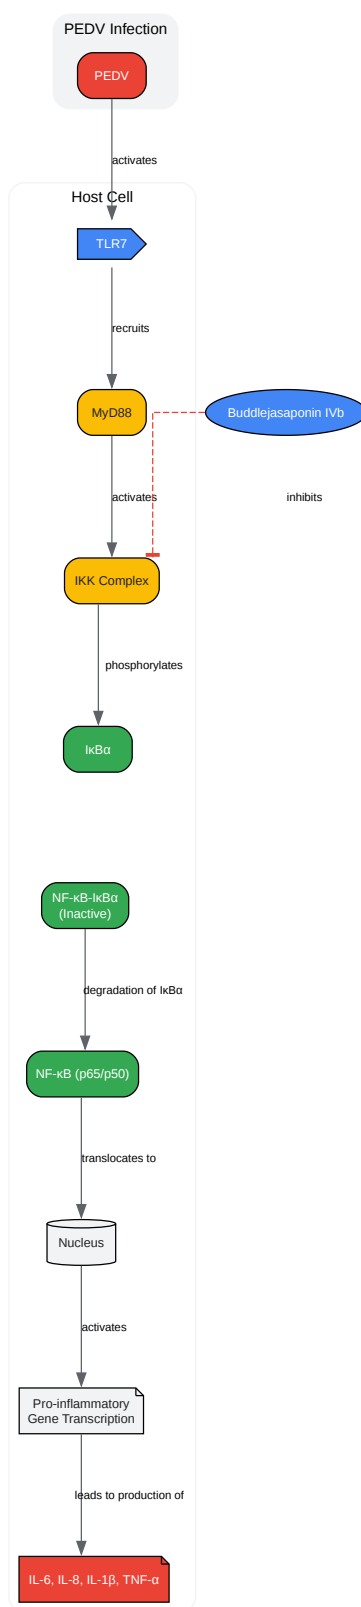 PEDV Infection
PEDV
activates
Host Cell
TLR7
recruits
MyD88
Buddlejasaponin IVb
activates
inhibits
IKK Complex
phosphorylates
IκBα
NF-κB-IκBα
(Inactive)
degradation of IκBα
NF-κB (p65/p50)
translocates to
Nucleus
activates
Pro-inflammatory
Gene Transcription
leads to production of
IL-6, IL-8, IL-1β, TNF-α